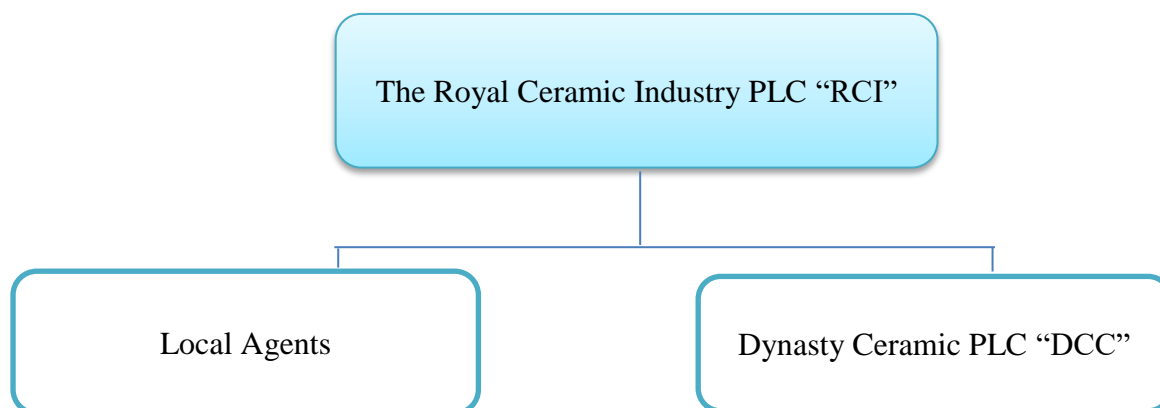 The Royal Ceramic Industry PLC “RCI”
Local Agents
Dynasty Ceramic PLC “DCC”